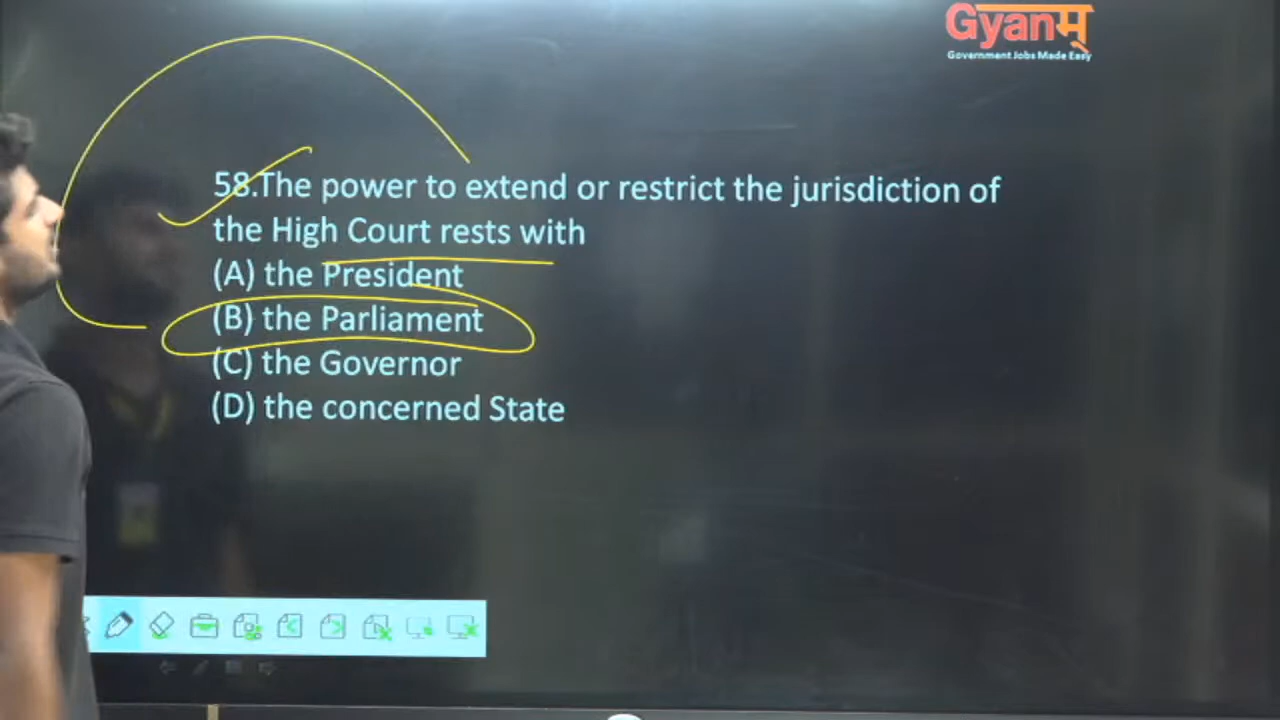 Gyanम्
Government Jobs Made Easy
58.The power to extend or restrict the jurisdiction of
the High Court rests with
(A) the President
(B) the Parliament
(C) the Governor
(D) the concerned State